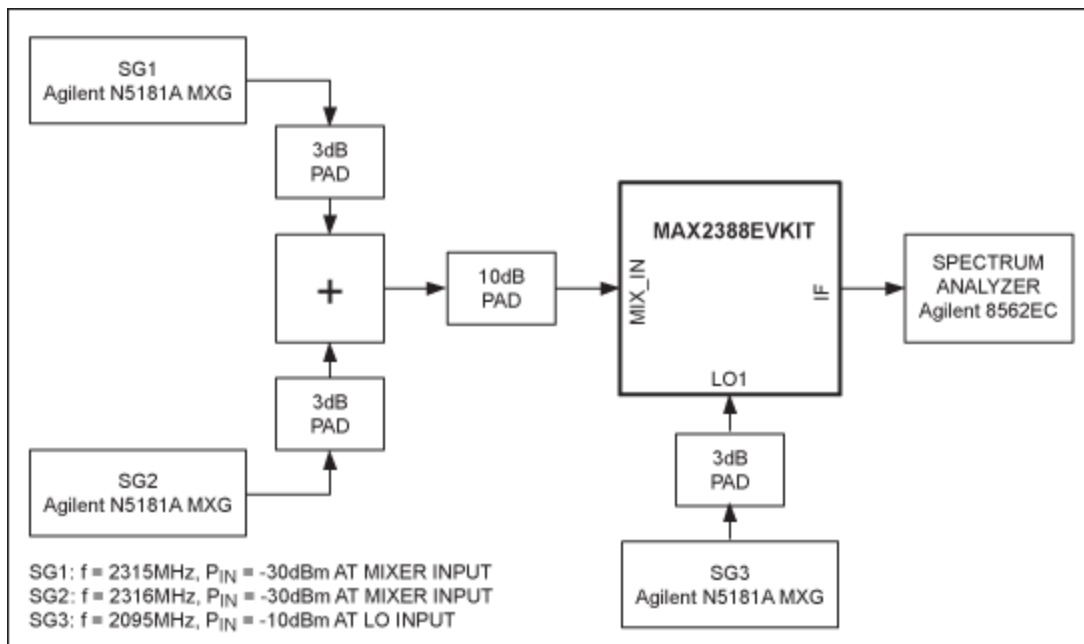 SG1
Agilent N5181A MXG
3dB
PAD
+
10dB
PAD
3dB
PAD
SG2
Agilent N5181A MXG
MAX2388EVKIT
MIX_IN
IF
LO1
SPECTRUM
ANALYZER
Agilent 8562EC
3dB
PAD
SG3
Agilent N5181A MXG
SG1: f = 2315MHz, PIN = -30dBm AT MIXER INPUT
SG2: f = 2316MHz, PIN = -30dBm AT MIXER INPUT
SG3: f = 2095MHz, PIN = -10dBm AT LO INPUT